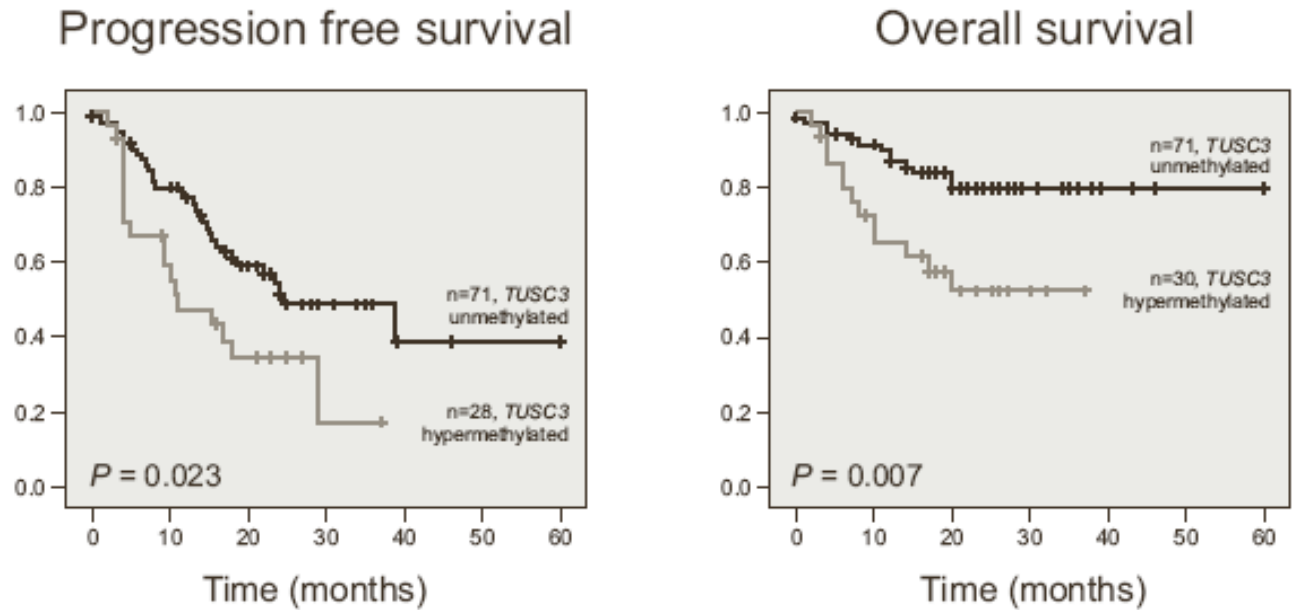 Progression free survival
1.0
0.8
0.6
0.4
0.2
0.0
n=71, TUSC3
unmethylated
n=28, TUSC3
hypermethylated
P = 0.023
0 10 20 30 40 50 60
Time (months)
Overall survival
1.0
0.8
0.6
0.4
0.2
0.0
n=71, TUSC3
unmethylated
n=30, TUSC3
hypermethylated
P = 0.007
0 10 20 30 40 50 60
Time (months)